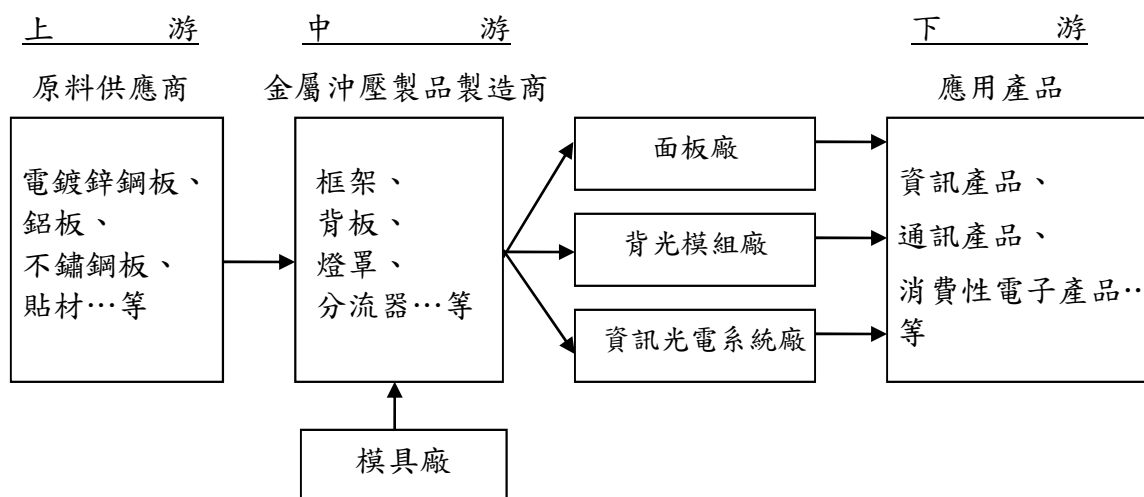 上 游
中 游
下 游
原料供應商
金屬沖壓製品製造商
應用產品
電鍍鋅鋼板、
鋁板、
不鏽鋼板、
貼材…等
框架、
背板、
燈罩、
分流器…等
模具廠
面板廠
背光模組廠
資訊光電系統廠
資訊產品、
通訊產品、
消費性電子產品…
等